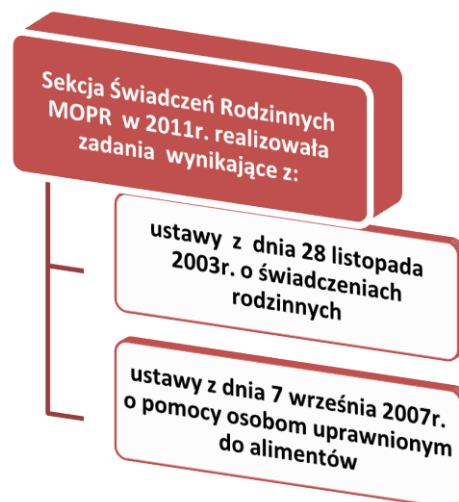 Sekcja Świadczeń Rodzinnych
MOPR w 2011r. realizowała
zadania wynikające z:
ustawy z dnia 28 listopada
2003r. o świadczeniach
rodzinnych
ustawy z dnia 7 września 2007r.
o pomocy osobom uprawnionym
do alimentów